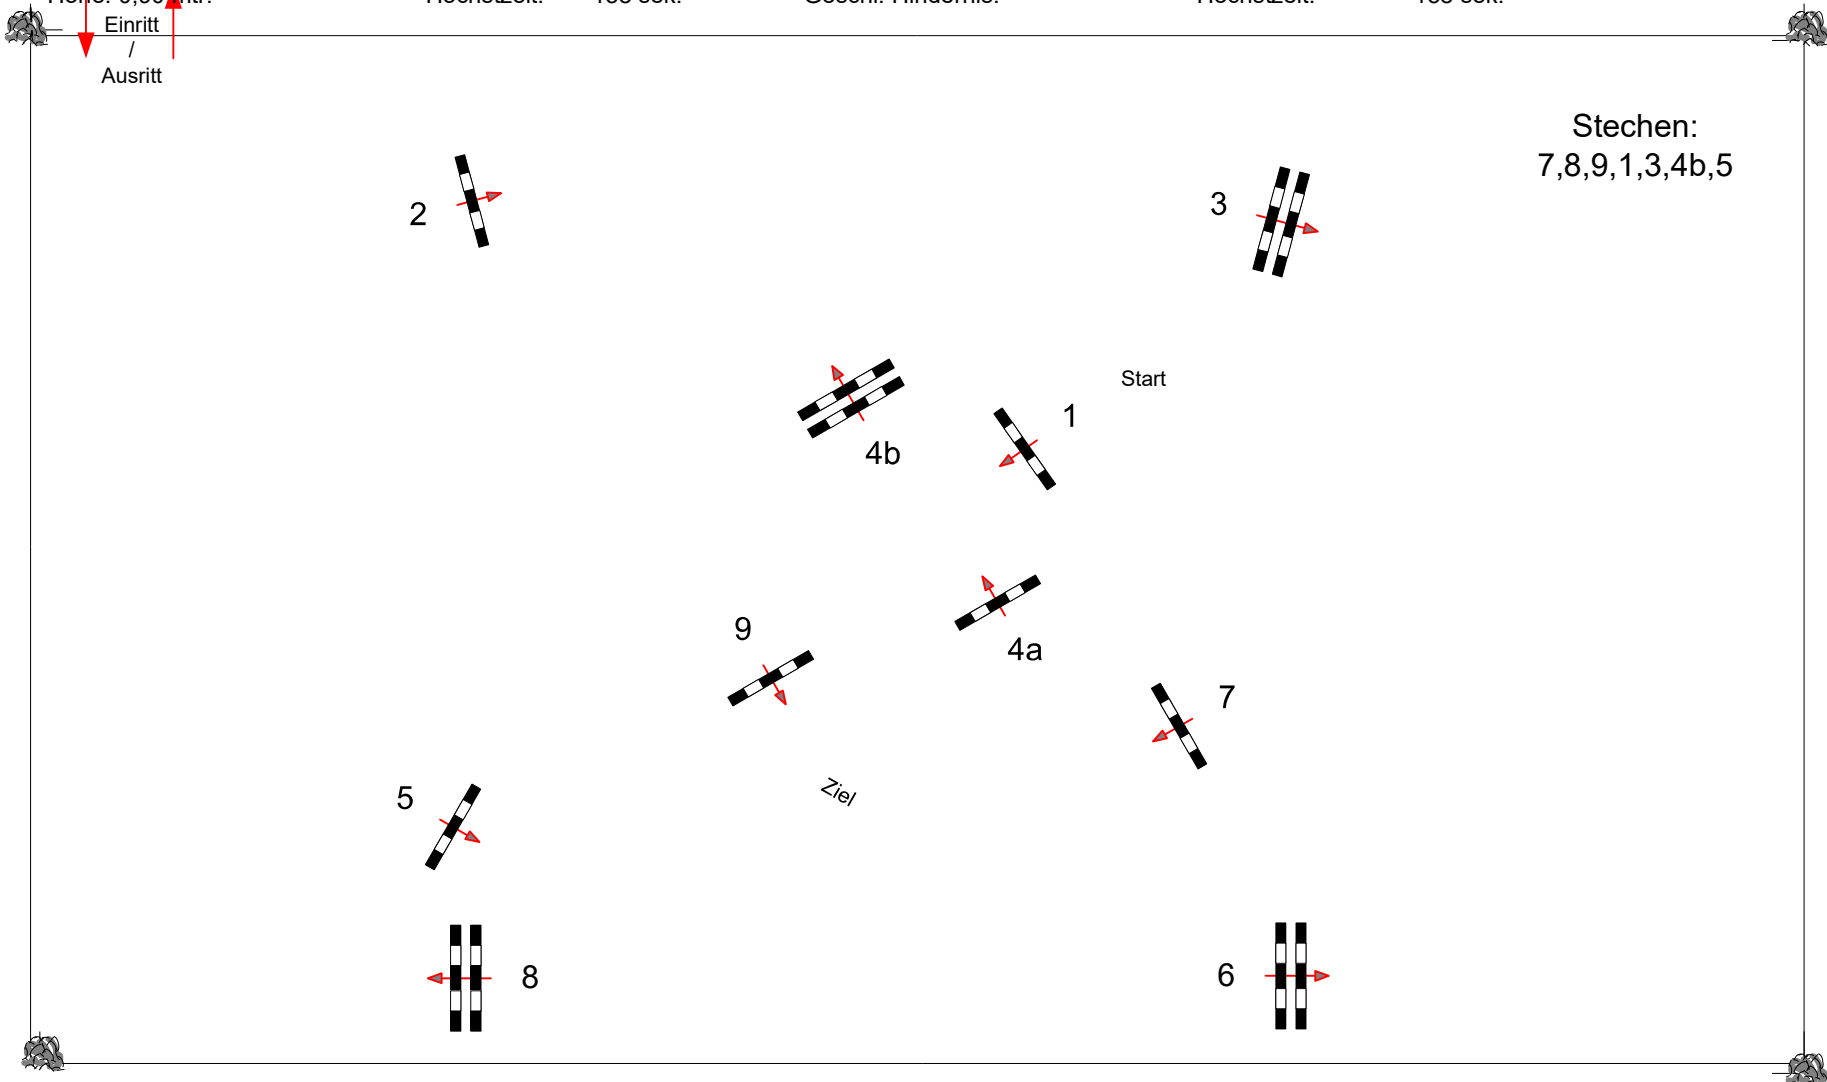 Einritt
/
Ausritt
Stechen:
7,8,9,1,3,4b,5
2
3
Start
1
4b
9
4a
7
5
Ziel
8
6